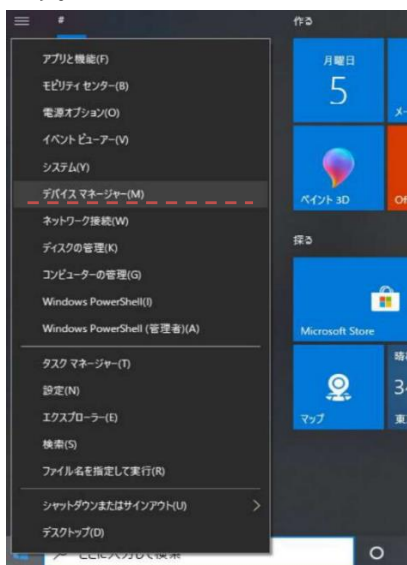 #
作る
アプリと機能(F)
モビリティ センター(B)
電源オプション(O)
イベント ビューアー(V)
システム(Y)
デバイス マネージャー(M)
ネットワーク接続(W)
ディスクの管理(K)
コンピューターの管理(G)
Windows PowerShell(I)
Windows PowerShell (管理者)(A)
タスク マネージャー(T)
設定(N)
エクスプローラー(E)
検索(S)
ファイル名を指定して実行(R)
シャットダウンまたはサインアウト(U)
デスクトップ(D)
ここに入力して検索
月曜日
5
メー
ペイント 3D
Of
探る
Microsoft Store
マップ
晴れ
34
東